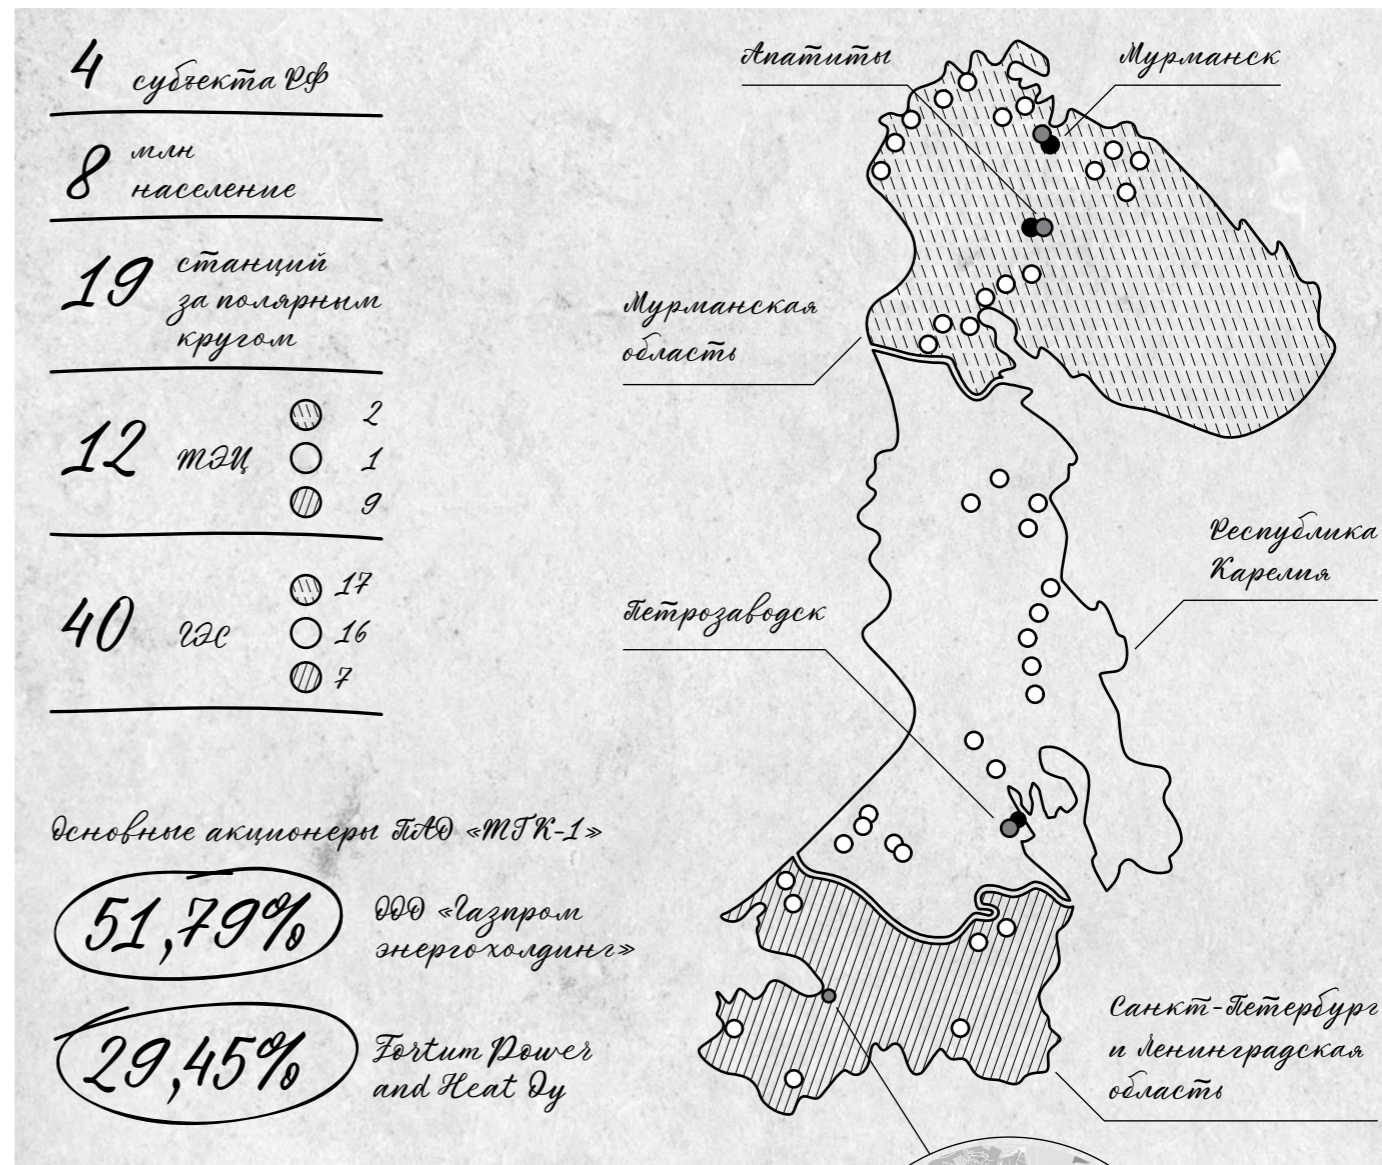 4 субъекта РФ
8 млн
население
19 станций
за полярным
кругом
12 ТЭЦ
2
1
9
40 ГЭС
17
16
7
Основные акционеры ПАО «ТГК-1»
51,79%
ООО «Газпром
энергохолдинг»
29,45%
Fortum Power
and Heat Oy
Апатиты
Мурманск
Мурманская
область
Республика
Карелия
Петрозаводск
Санкт-Петербург
и Ленинградская
область